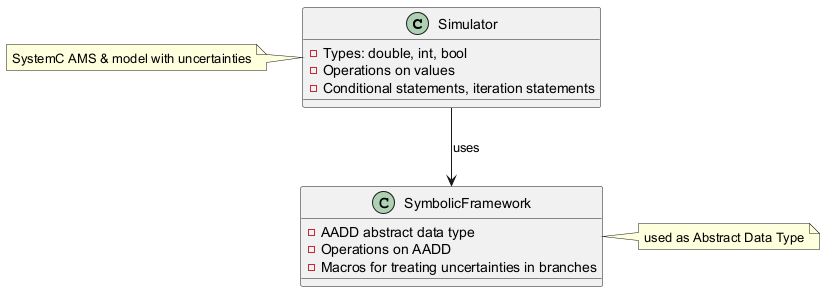 C Simulator
SystemC AMS & model with uncertainties
Types: double, int, bool
Operations on values
Conditional statements, iteration statements
uses
C SymbolicFramework
AADD abstract data type
Operations on AADD
Macros for treating uncertainties in branches
used as Abstract Data Type